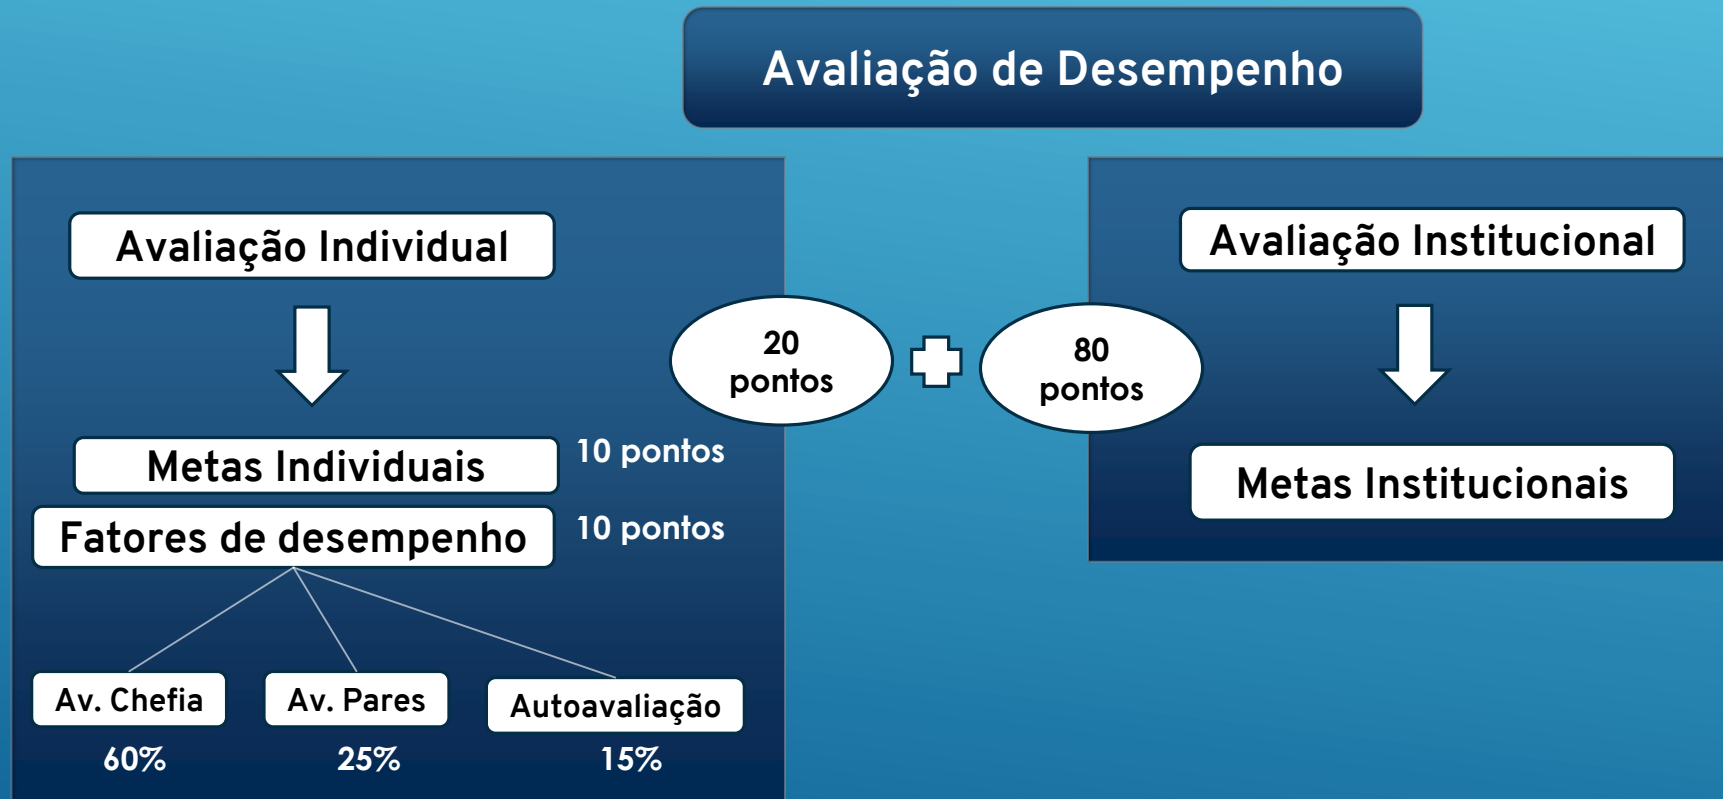 Avaliação de Desempenho
Avaliação Individual
Metas Individuais
10 pontos
Fatores de desempenho
10 pontos
Av. Chefia
Av. Pares
Autoavaliação
60%
25%
15%
20
pontos
80
pontos
Avaliação Institucional
Metas Institucionais